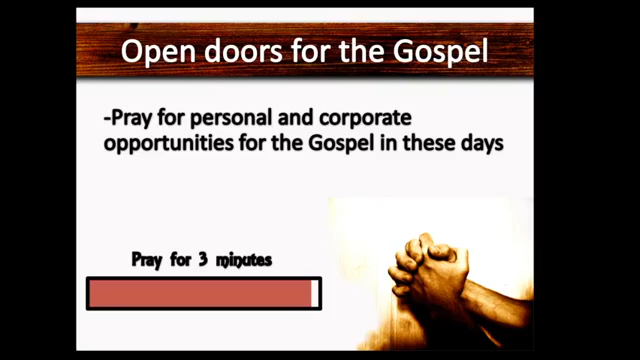 Open doors for the Gospel
-Pray for personal and corporate
opportunities for the Gospel in these days
Pray for 3 minutes